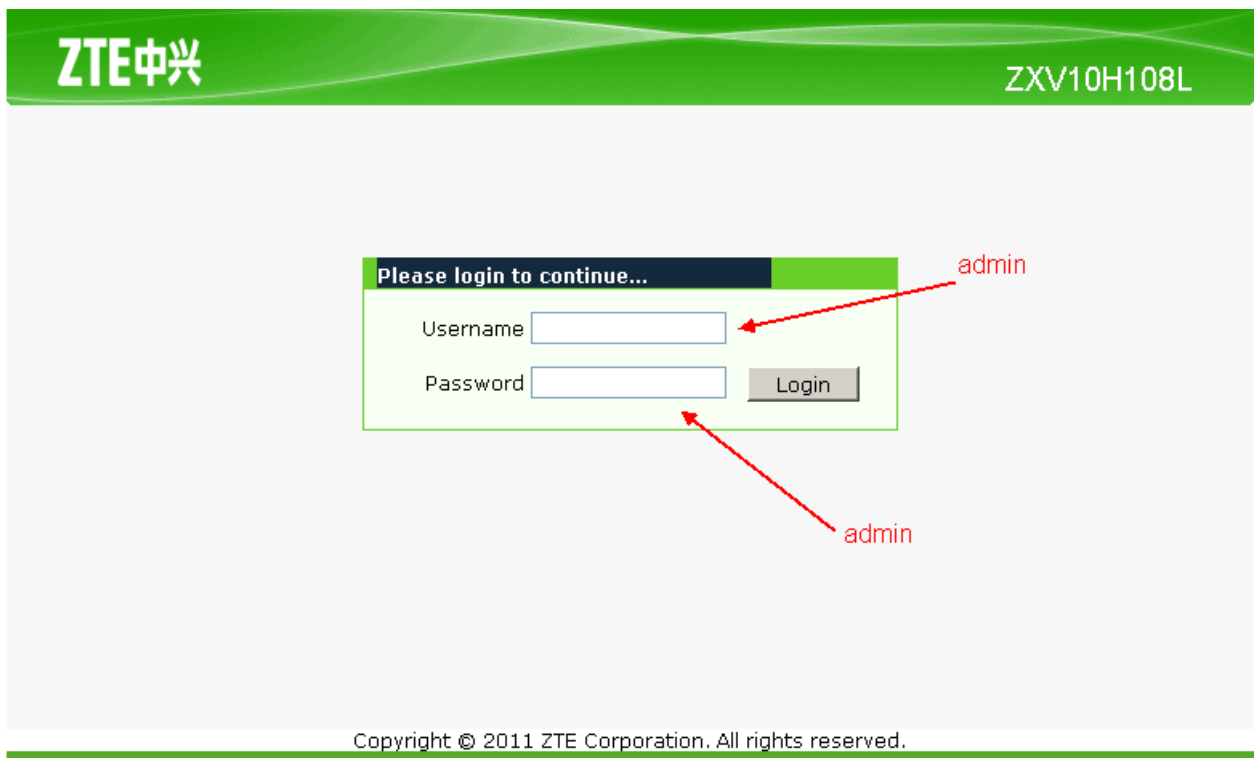 ZTE中兴
ZXV10H108L
Please login to continue...
admin
Username
Password
Login
admin
Copyright © 2011 ZTE Corporation. All rights reserved.